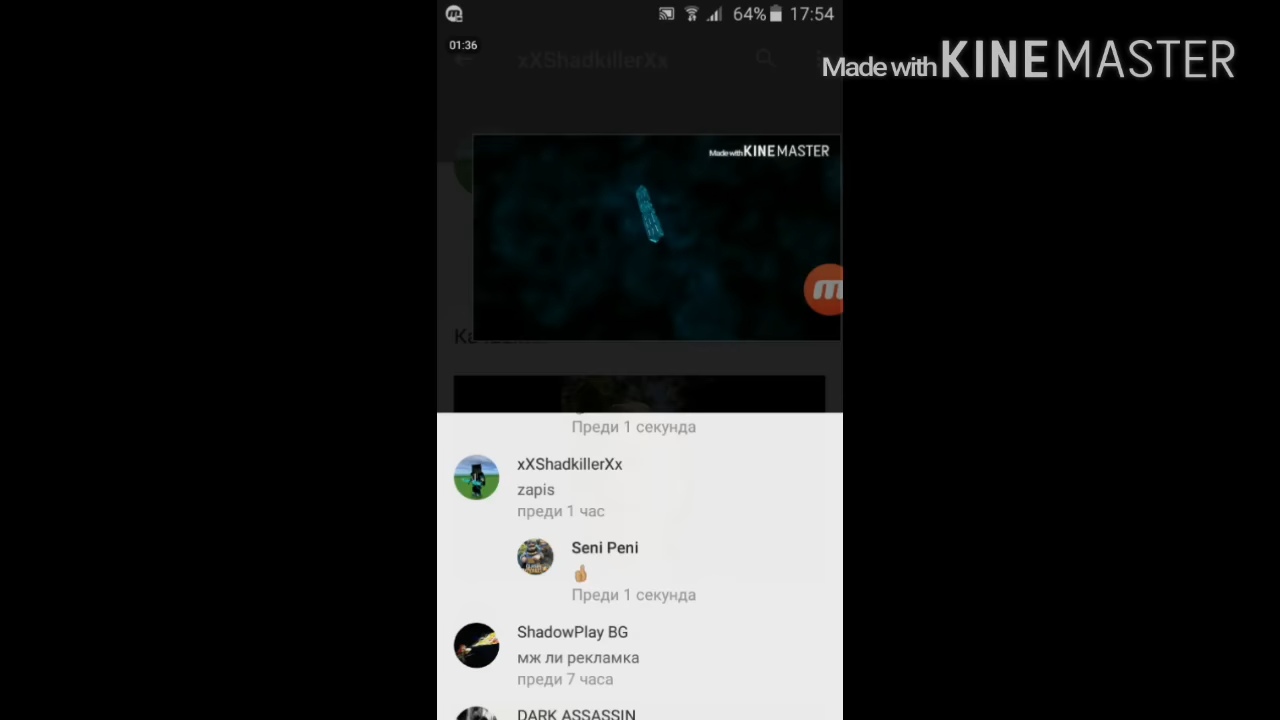 64% 17:54
01:36
xXShadkillerXx
Made with KINEMASTER
Made with KINEMASTER
Преди 1 секунда
xXShadkillerXx
zapis
преди 1 час
Seni Peni
👍
Преди 1 секунда
ShadowPlay BG
мж ли рекламка
преди 7 часа
DARK ASSASSIN